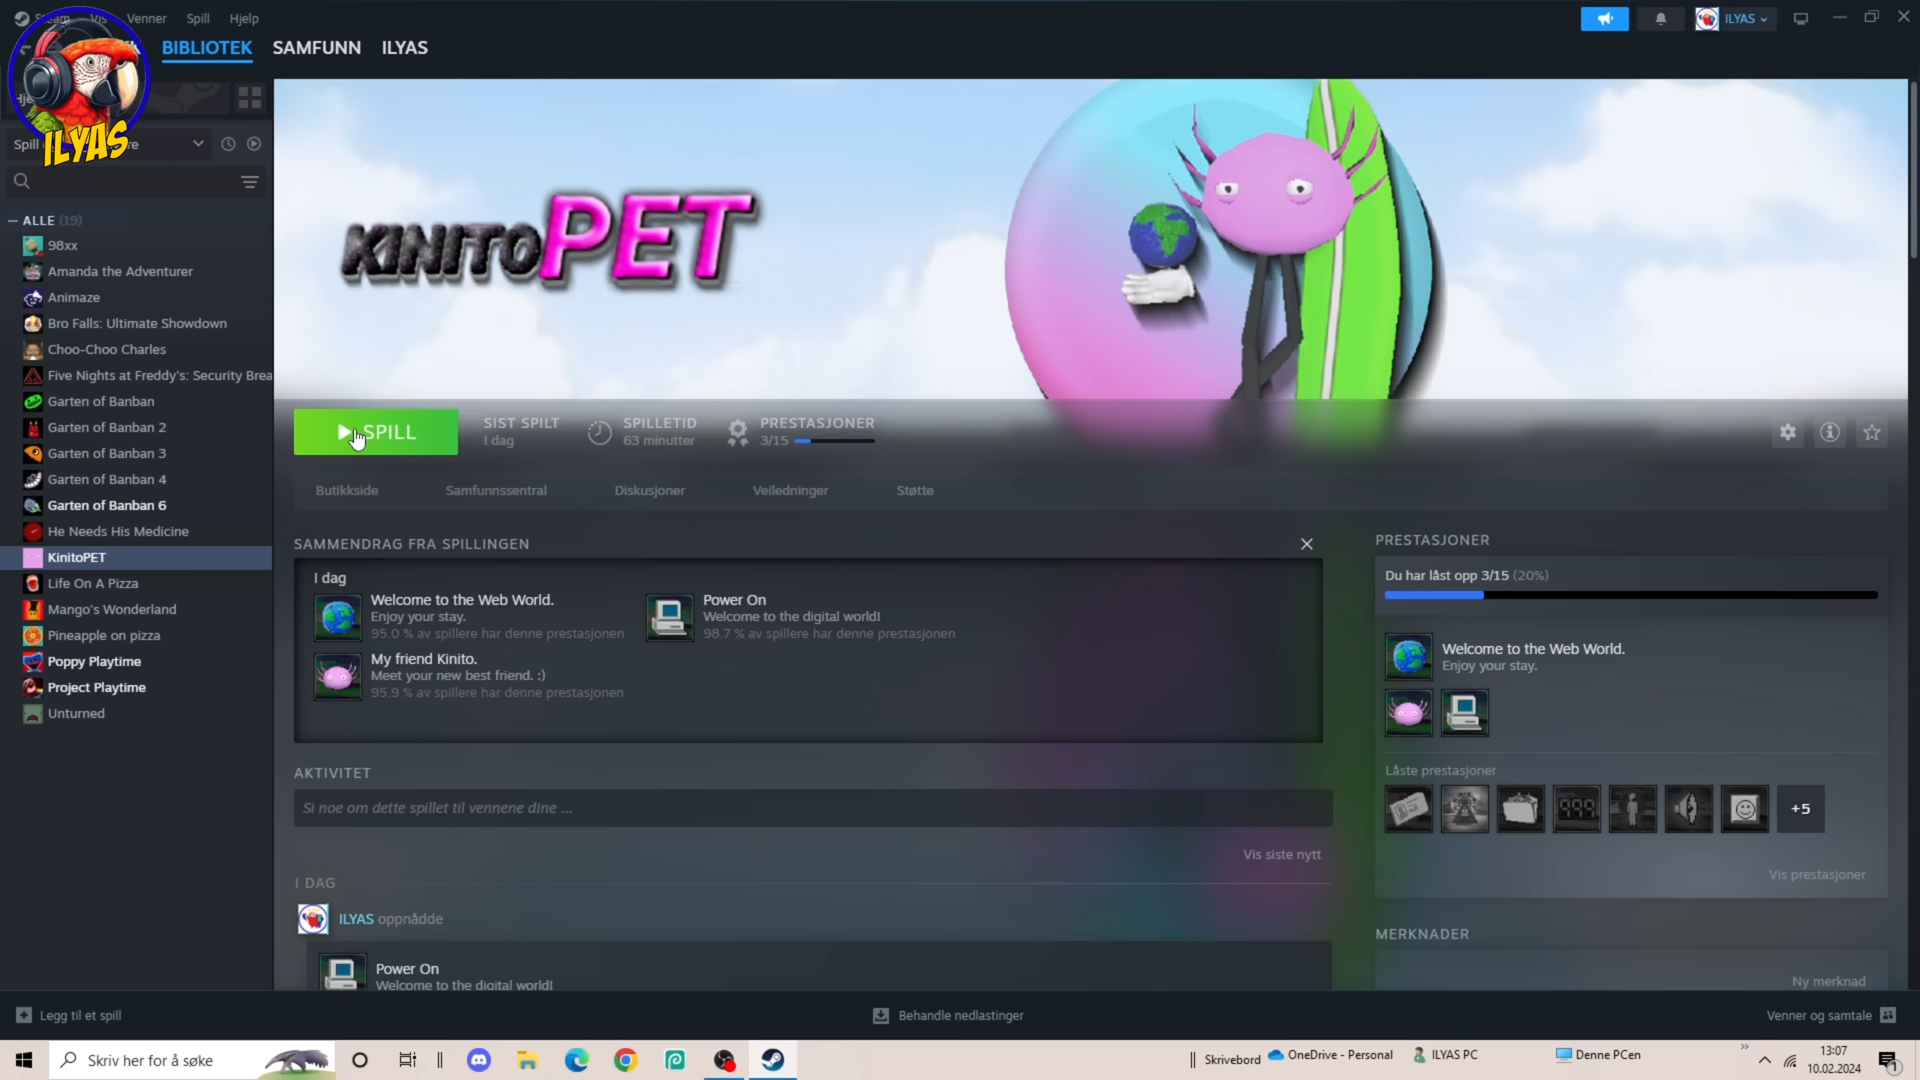 Steam Vis Venner Spill Hjelp
ILYAS
BIBLIOTEK SAMFUNN ILYAS
ILYAS
Spill
ALLE (19)
98xx
Amanda the Adventurer
Animaze
Bro Falls: Ultimate Showdown
Choo-Choo Charles
Five Nights at Freddy's: Security Brea
Garten of Banban
Garten of Banban 2
Garten of Banban 3
Garten of Banban 4
Garten of Banban 6
He Needs His Medicine
KinitoPET
Life On A Pizza
Mango's Wonderland
Pineapple on pizza
Poppy Playtime
Project Playtime
Unturned
KINITOPET
SPILL
SIST SPILT
I dag
SPILLETID
63 minutter
PRESTASJONER
3/15
Butikkside Samfunnssentral Diskusjoner Veiledninger Støtte
SAMMENDRAG FRA SPILLINGEN
I dag
Welcome to the Web World.
Enjoy your stay.
95.0 % av spillere har denne prestasjonen
Power On
Welcome to the digital world!
98.7 % av spillere har denne prestasjonen
My friend Kinito.
Meet your new best friend. :)
95.9 % av spillere har denne prestasjonen
AKTIVITET
Si noe om dette spillet til vennene dine ...
Vis siste nytt
I DAG
ILYAS oppnådde
Power On
Welcome to the digital world!
PRESTASJONER
Du har låst opp 3/15 (20%)
Welcome to the Web World.
Enjoy your stay.
Låste prestasjoner
999
+5
Vis prestasjoner
MERKNADER
Ny merknad
Legg til et spill
Behandle nedlastinger
Venner og samtale
Skriv her for å søke
Skrivebord
OneDrive - Personal
ILYAS PC
Denne PCen
13:07
10.02.2024
1